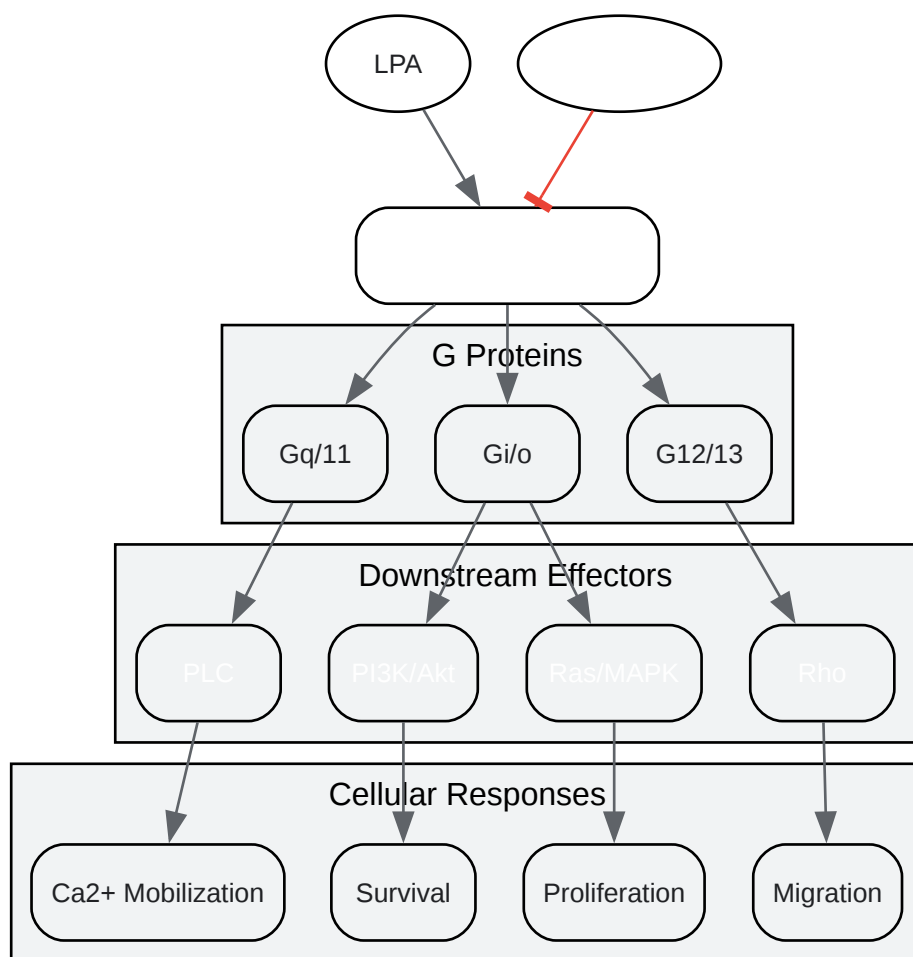 LPA
G Proteins
Gq/11
Gi/o
G12/13
Downstream Effectors
PLC
PI3K/Akt
Ras/MAPK
Rho
Cellular Responses
Ca2+ Mobilization
Survival
Proliferation
Migration